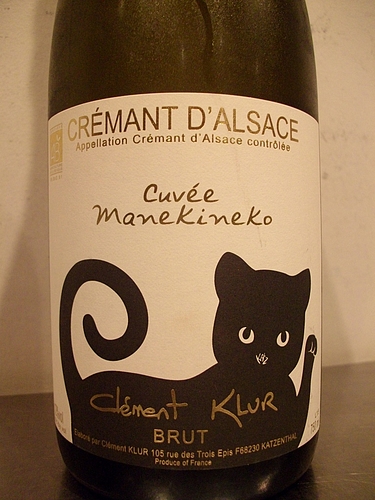 CRÉMANT D'ALSACE
Appellation Crémant d'Alsace contrôlée
Cuvée
Manekineko
Clément KLUR
BRUT
Elaboré par Clément KLUR 105 rue des Trois Epis F68230 KATZENTHAL
Produce of France